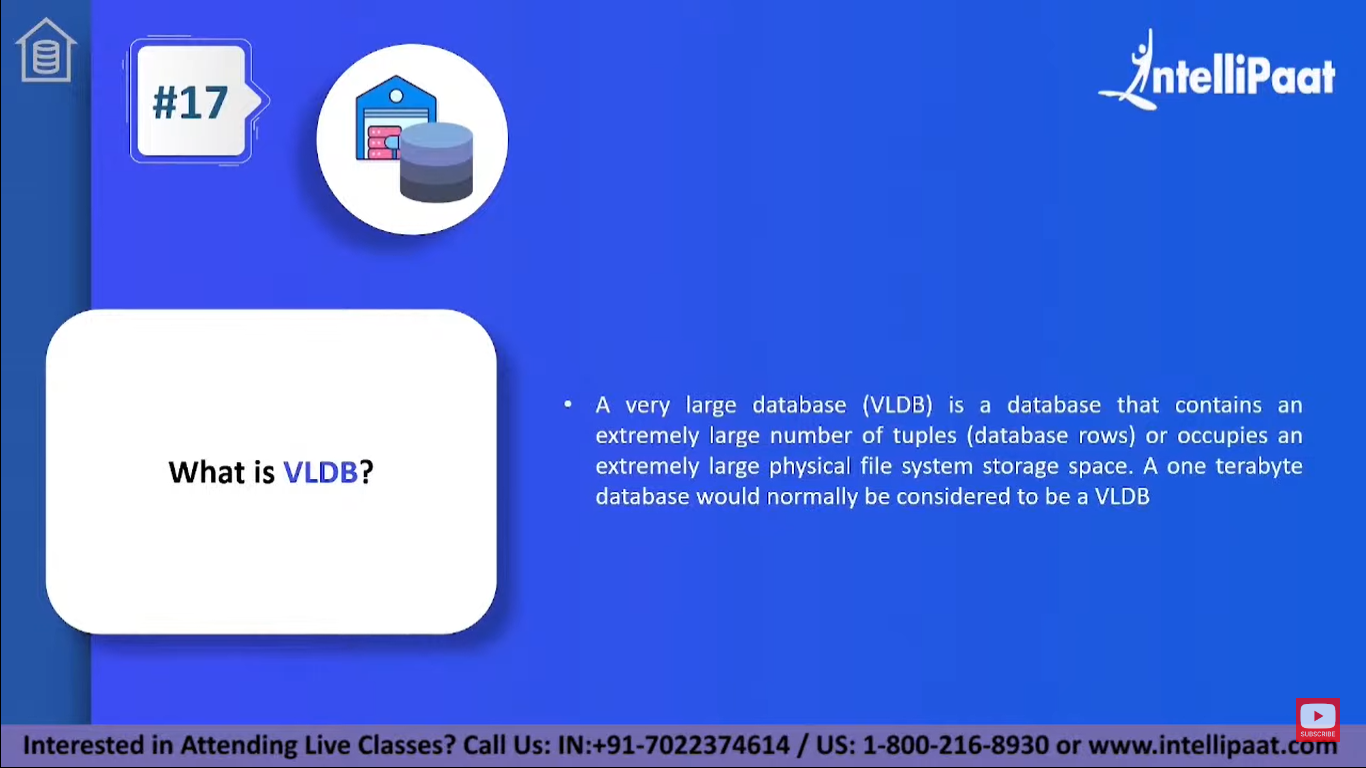 #17
IntelliPaat
What is VLDB?
• A very large database (VLDB) is a database that contains an
extremely large number of tuples (database rows) or occupies an
extremely large physical file system storage space. A one terabyte
database would normally be considered to be a VLDB
SUBSCRIBE
Interested in Attending Live Classes? Call Us: IN:+91-7022374614 / US: 1-800-216-8930 or www.intellipaat.com